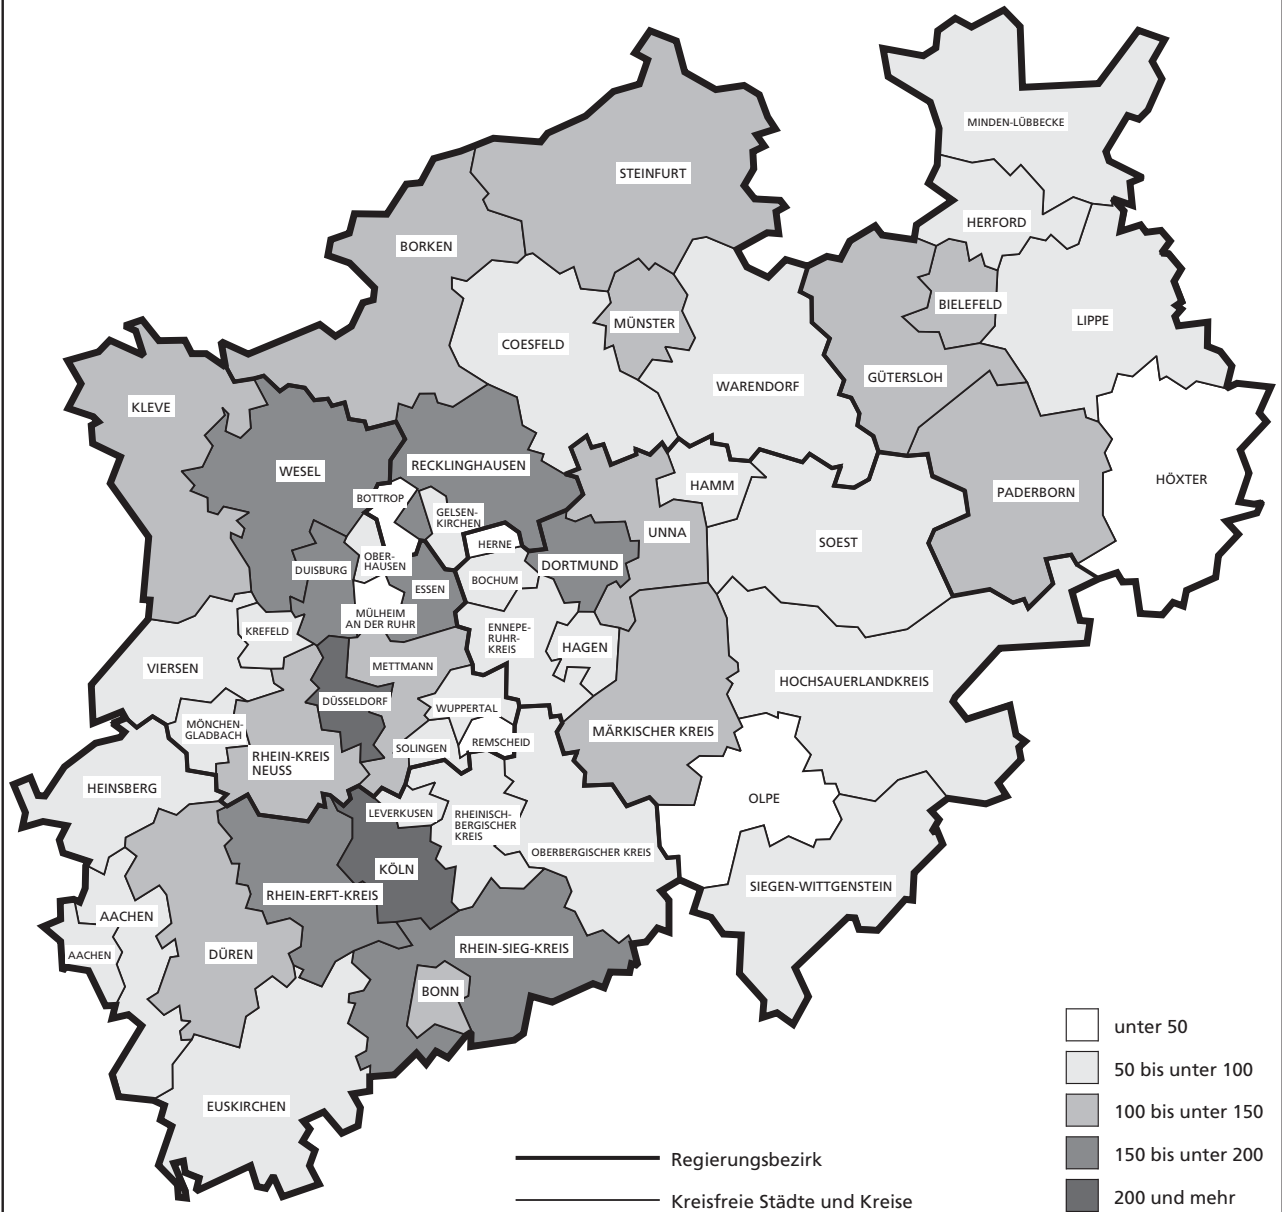 MINDEN-LÜBBECKE
STEINFURT
HERFORD
BORKEN
BIELEFELD
LIPPE
MÜNSTER
COESFELD
GÜTERSLOH
WARENDORF
KLEVE
RECKLINGHAUSEN
WESEL
HÖXTER
HAMM
PADERBORN
BOTTROP
GELSEN-
KIRCHEN
UNNA
SOEST
HERNE
OBER-
HAUSEN
DORTMUND
DUISBURG
BOCHUM
ESSEN
MÜLHEIM
AN DER RUHR
KREFELD
ENNEPE-
RUHR-
KREIS
HAGEN
VIERSEN
METTMANN
HOCHSAUERLANDKREIS
DÜSSELDORF
WUPPERTAL
MÖNCHEN-
GLADBACH
MÄRKISCHER KREIS
REMSCHEID
SOLINGEN
RHEIN-KREIS
NEUSS
HEINSBERG
OLPE
LEVERKUSEN
RHEINISCH-
BERGISCHER
KREIS
OBERBERGISCHER KREIS
KÖLN
SIEGEN-WITTGENSTEIN
RHEIN-ERFT-KREIS
AACHEN
RHEIN-SIEG-KREIS
DÜREN
AACHEN
BONN
EUSKIRCHEN
unter 50
50 bis unter 100
100 bis unter 150
150 bis unter 200
200 und mehr
Regierungsbezirk
Kreisfreie Städte und Kreise